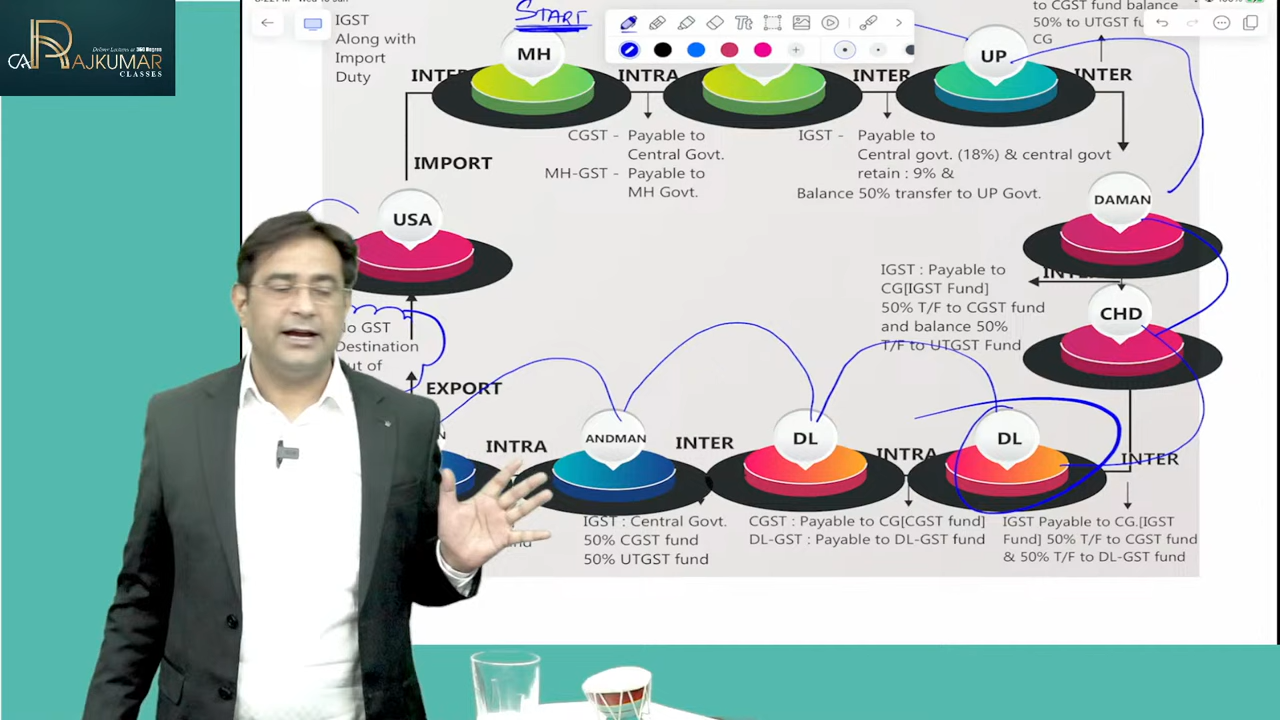 Deliver Lectures at 360 Degree
CA RAJKUMAR
CLASSES
START
IGST
Along with
Import
Duty
to CGST fund balance
50% to UTGST
CG
MH
UP
Tt
INTRA
INTER
INTER
CGST - Payable to
Central Govt.
MH-GST - Payable to
MH Govt.
IGST - Payable to
Central govt. (18%) & central govt
retain : 9% &
Balance 50% transfer to UP Govt.
IMPORT
USA
DAMAN
IGST : Payable to
CG[IGST Fund]
50% T/F to CGST fund
and balance 50%
T/F to UTGST Fund
CHD
No GST
Destination
EXPORT
INTRA
ANDMAN
INTER
DL
INTRA
DL
INTER
IGST : Central Govt.
50% CGST fund
50% UTGST fund
CGST : Payable to CG[CGST fund]
DL-GST : Payable to DL-GST fund
IGST Payable to CG.[IGST
Fund] 50% T/F to CGST fund
& 50% T/F to DL-GST fund